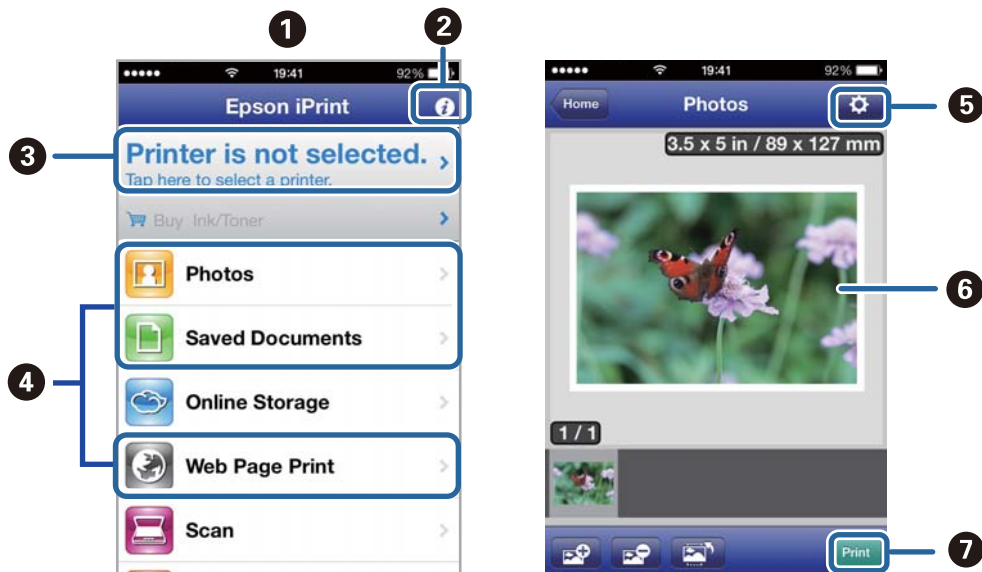 1
2
19:41 92%
Epson iPrint
3
Printer is not selected.
Tap here to select a printer.
Buy Ink/Toner
Photos
Saved Documents
4
Online Storage
Web Page Print
Scan
19:41 92%
Home Photos
5
3.5 x 5 in / 89 x 127 mm
6
1 / 1
Print
7